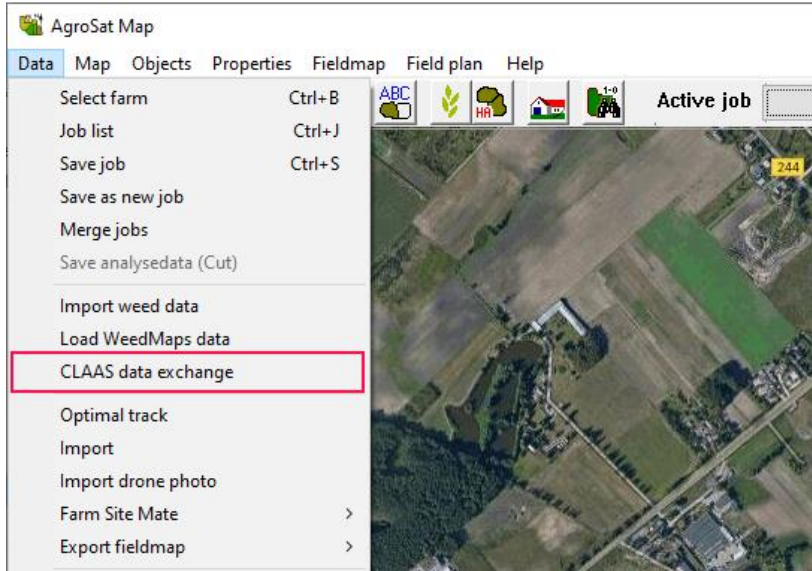 AgroSat Map
Data Map Objects Properties Fieldmap Field plan Help
Select farm Ctrl+B
ABC
HA
1-0
Active job
Job list Ctrl+J
Save job Ctrl+S
244
Save as new job
Merge jobs
Save analysedata (Cut)
Import weed data
Load WeedMaps data
CLAAS data exchange
Optimal track
Import
Import drone photo
Farm Site Mate >
Export fieldmap >